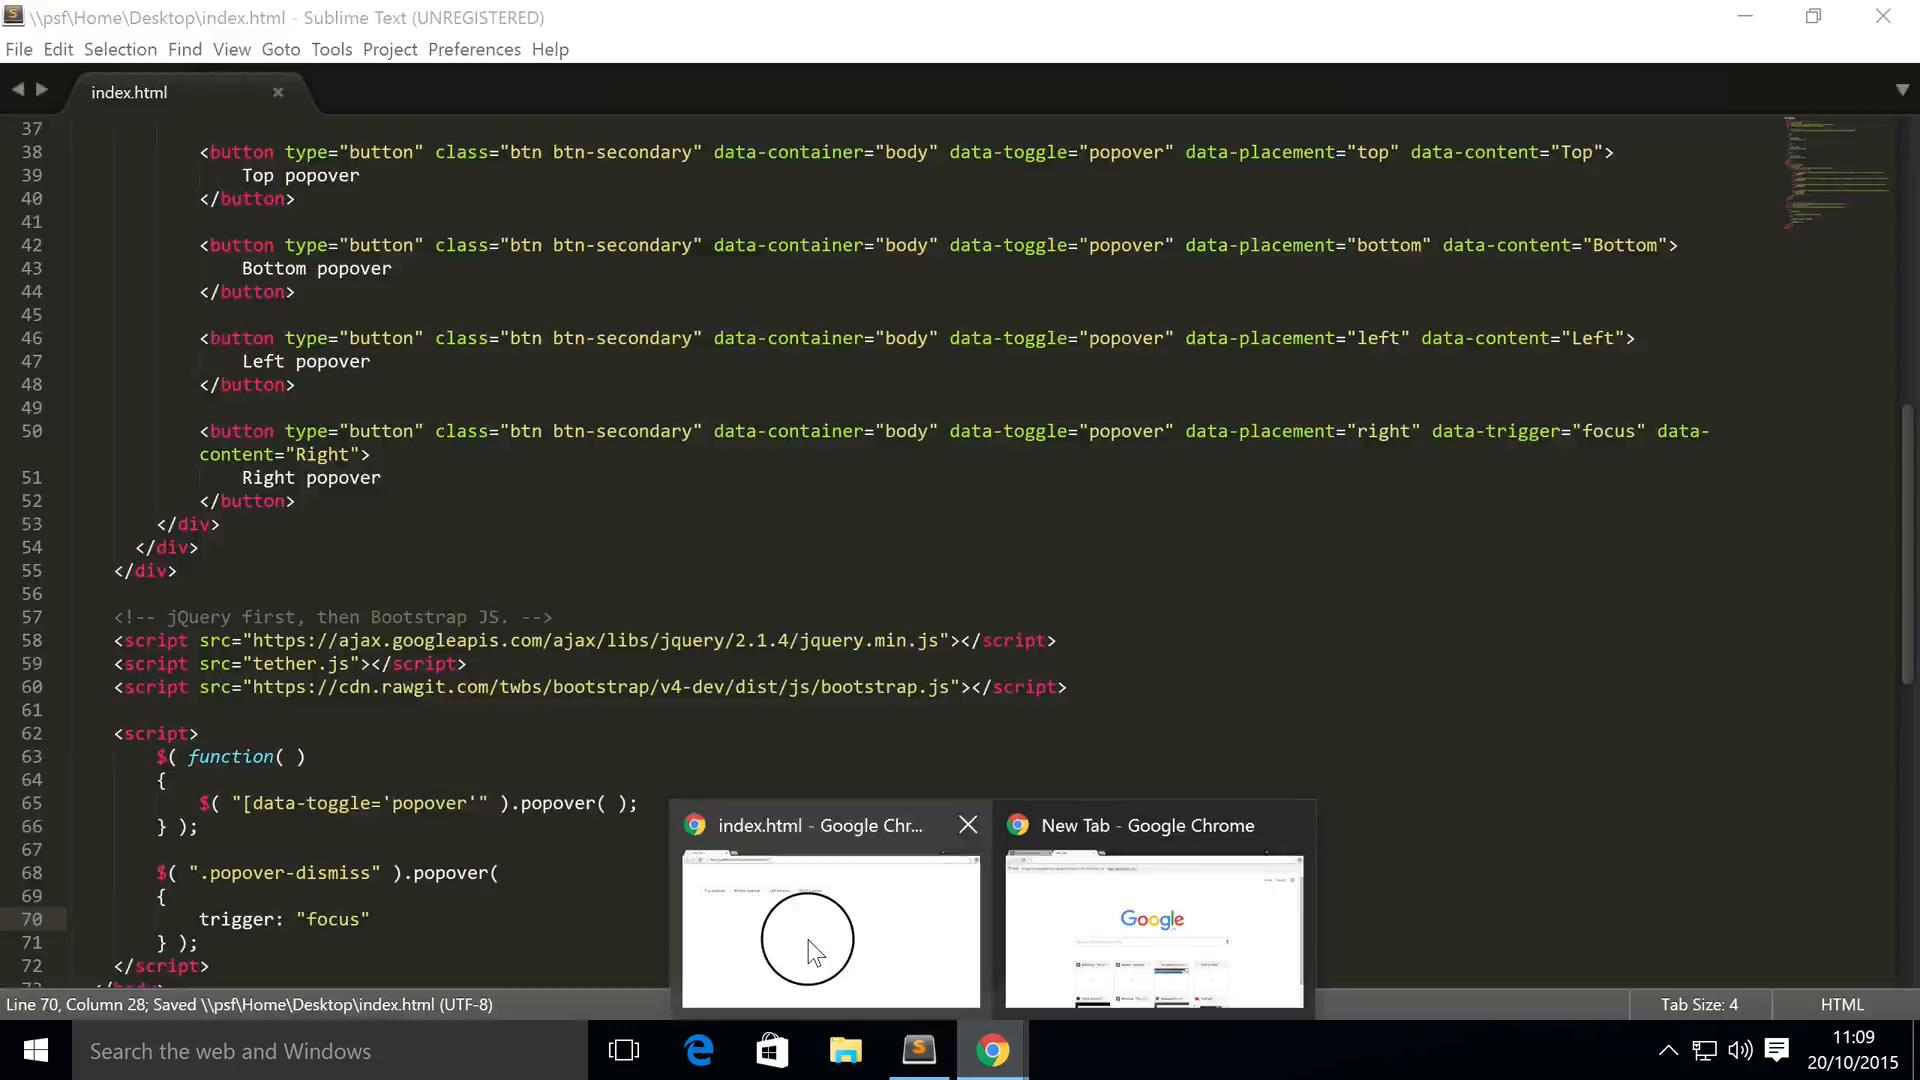 \\psf\Home\Desktop\index.html - Sublime Text (UNREGISTERED)
File Edit Selection Find View Goto Tools Project Preferences Help
index.html
37
38 <button type="button" class="btn btn-secondary" data-container="body" data-toggle="popover" data-placement="top" data-content="Top">
39 Top popover
40 </button>
41
42 <button type="button" class="btn btn-secondary" data-container="body" data-toggle="popover" data-placement="bottom" data-content="Bottom">
43 Bottom popover
44 </button>
45
46 <button type="button" class="btn btn-secondary" data-container="body" data-toggle="popover" data-placement="left" data-content="Left">
47 Left popover
48 </button>
49
50 <button type="button" class="btn btn-secondary" data-container="body" data-toggle="popover" data-placement="right" data-trigger="focus" data-
content="Right">
51 Right popover
52 </button>
53 </div>
54 </div>
55 </div>
56
57 <!-- jQuery first, then Bootstrap JS. -->
58 <script src="https://ajax.googleapis.com/ajax/libs/jquery/2.1.4/jquery.min.js"></script>
59 <script src="tether.js"></script>
60 <script src="https://cdn.rawgit.com/twbs/bootstrap/v4-dev/dist/js/bootstrap.js"></script>
61
62 <script>
63 $( function( )
64 {
65 $( "[data-toggle='popover'" ).popover( );
66 } );
67
68 $( ".popover-dismiss" ).popover(
69 {
70 trigger: "focus"
71 } );
72 </script>
index.html - Google Chr...
New Tab - Google Chrome
Google
Line 70, Column 28; Saved \\psf\Home\Desktop\index.html (UTF-8)
Tab Size: 4
HTML
Search the web and Windows
11:09
20/10/2015